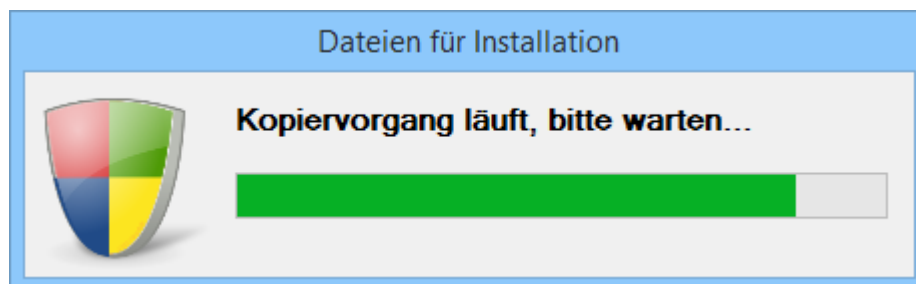 Dateien für Installation
Kopiervorgang läuft, bitte warten...